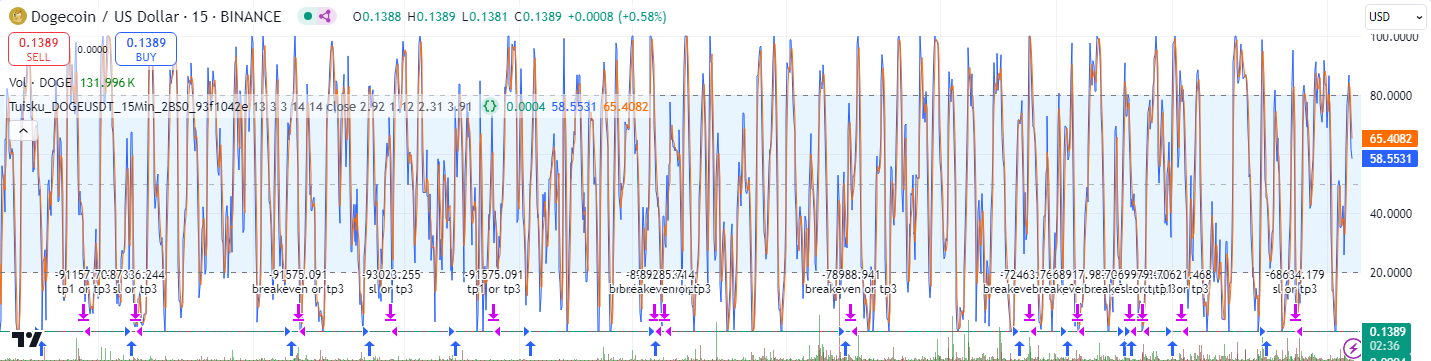 Dogecoin / US Dollar · 15 · BINANCE O0.1388 H0.1389 L0.1381 C0.1389 +0.0008 (+0.58%)
USD
0.1389 SELL
0.0000
0.1389 BUY
Vol · DOGE 131.996 K
Tuisku_DOGEUSDT_15Min_2BS0_93f1042e 13 3 3 14 14 close 2.92 1.12 2.31 3.91 0.0004 58.5531 65.4082
100.0000
80.0000
65.4082
58.5531
40.0000
20.0000
-91575.091 -93023.255 -91575.091 -78988.941 -68634.179
tp1 or tp3 sl or tp3 breakeven or tp3 sl or tp3 tp1 or tp3 breakeven or tp3 sl or tp3
0.1389
02:36